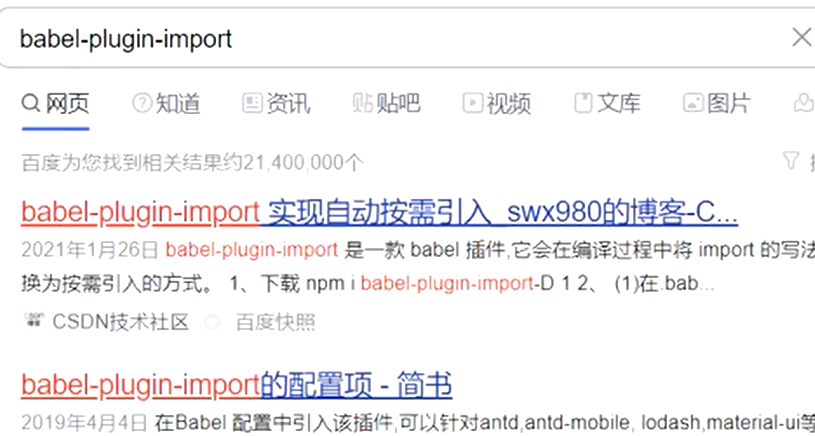 babel-plugin-import
网页 知道 资讯 贴吧 视频 文库 图片
百度为您找到相关结果约21,400,000个
babel-plugin-import 实现自动按需引入_swx980的博客-C...
2021年1月26日 babel-plugin-import 是一款 babel 插件,它会在编译过程中将 import 的写法
换为按需引入的方式。 1、下载 npm i babel-plugin-import-D 1 2、 (1)在.bab...
CSDN技术社区 百度快照
babel-plugin-import的配置项 - 简书
2019年4月4日 在Babel 配置中引入该插件,可以针对antd,antd-mobile, lodash,material-ui等